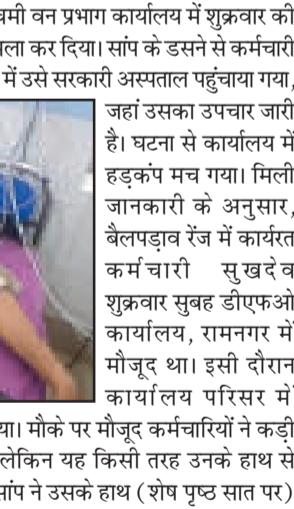 वन प्रभाग कार्यालय में शुक्रवार की
कर दिया। सांप के डसने से कर्मचारी
में उसे सरकारी अस्पताल पहुंचाया गया,
जहां उसका उपचार जारी
है। घटना से कार्यालय में
हड़कंप मच गया। मिली
जानकारी के अनुसार,
बैलपड़ाव रेंज में कार्यरत
कर्मचारी सुखदेव
शुक्रवार सुबह डीएफओ
कार्यालय, रामनगर में
मौजूद था। इसी दौरान
कार्यालय परिसर में
मौके पर मौजूद कर्मचारियों ने कड़ी
लेकिन यह किसी तरह उनके हाथ से
सांप ने उसके हाथ (शेष पृष्ठ सात पर)